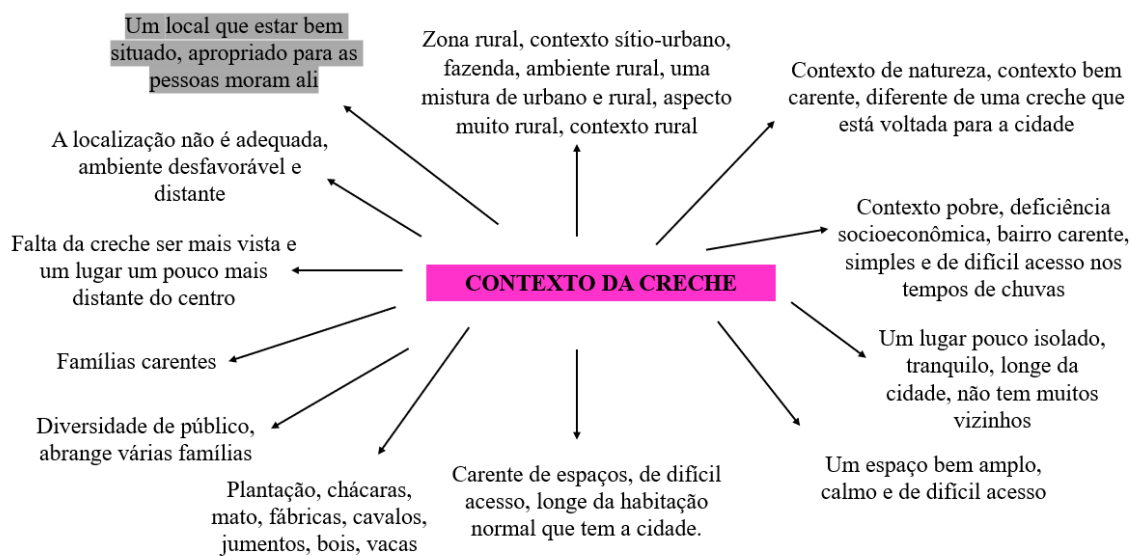 Um local que estar bem
situado, apropriado para as
pessoas moram ali
Zona rural, contexto sítio-urbano,
fazenda, ambiente rural, uma
mistura de urbano e rural, aspecto
muito rural, contexto rural
Contexto de natureza, contexto bem
carente, diferente de uma creche que
está voltada para a cidade
A localização não é adequada,
ambiente desfavorável e
distante
Contexto pobre, deficiência
socioeconômica, bairro carente,
simples e de difícil acesso nos
tempos de chuvas
Falta da creche ser mais vista e
um lugar um pouco mais
distante do centro
CONTEXTO DA CRECHE
Famílias carentes
Um lugar pouco isolado,
tranquilo, longe da
cidade, não tem muitos
vizinhos
Diversidade de público,
abrange várias famílias
Plantação, chácaras,
mato, fábricas, cavalos,
jumentos, bois, vacas
Carente de espaços, de difícil
acesso, longe da habitação
normal que tem a cidade.
Um espaço bem amplo,
calmo e de difícil acesso